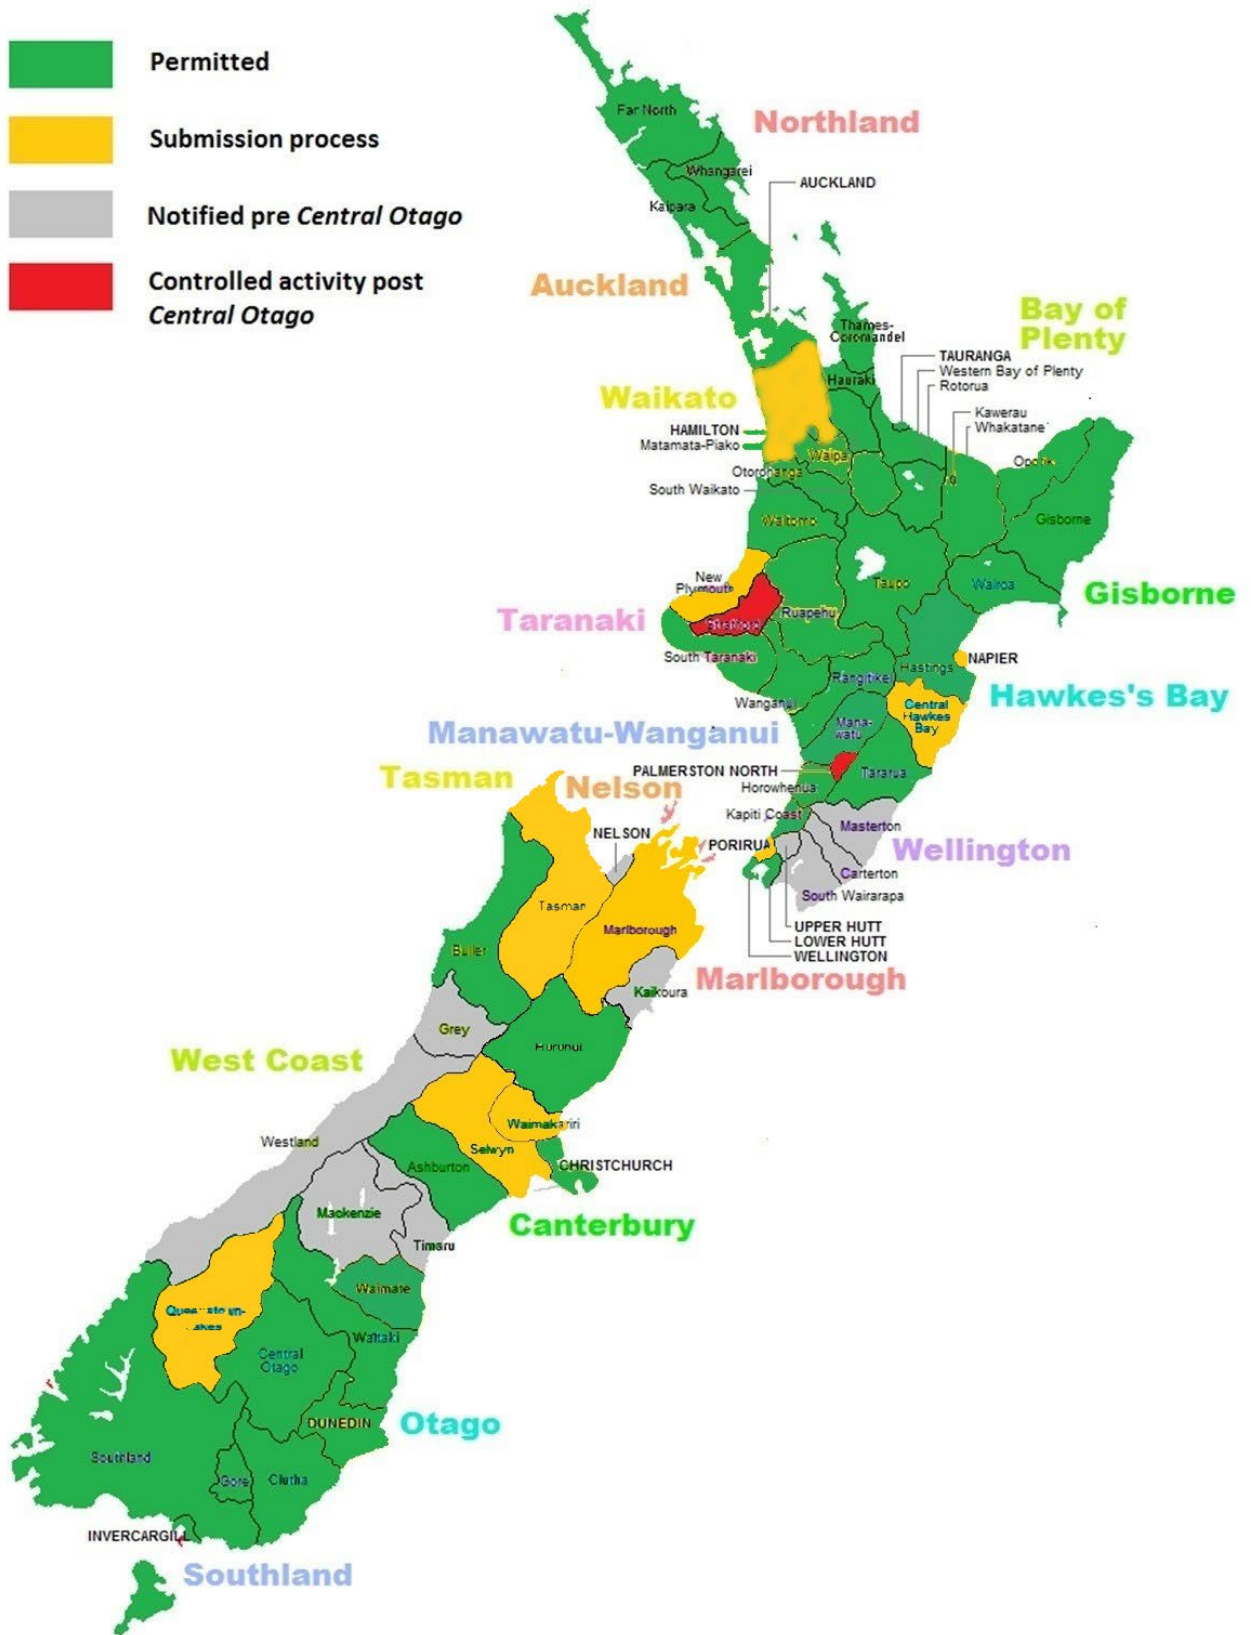 Permitted
Submission process
Notified pre Central Otago
Controlled activity post
Central Otago
Far North
Northland
Whangarei
AUCKLAND
Kaipara
Auckland
Bay of
Plenty
Thames-
Coromandel
TAURANGA
Western Bay of Plenty
Hauraki
Rotorua
Waikato
Kawerau
HAMILTON
Whakatane
Matamata-Piako
Waipa
Otorohanga
South Waikato
Waitomo
Gisborne
New
Plymouth
Taupo
Wairoa
Gisborne
Ruapehu
Taranaki
Stratford
South Taranaki
NAPIER
Hastings
Rangitikei
Hawkes's Bay
Wanganui
Central
Hawkes
Bay
Mana-
watu
Manawatu-Wanganui
PALMERSTON NORTH
Tararua
Tasman
Nelson
Horowhenua
Kapiti Coast
Masterton
NELSON
PORIRUA
Wellington
Carterton
South Wairarapa
Tasman
Marlborough
UPPER HUTT
LOWER HUTT
WELLINGTON
Buller
Marlborough
Kaikoura
Grey
West Coast
Waimakariri
Westland
Selwyn
CHRISTCHURCH
Ashburton
Mackenzie
Canterbury
Timaru
Waimate
Waitaki
Central
Otago
DUNEDIN
Otago
Southland
Gore
Clutha
INVERCARGILL
Southland